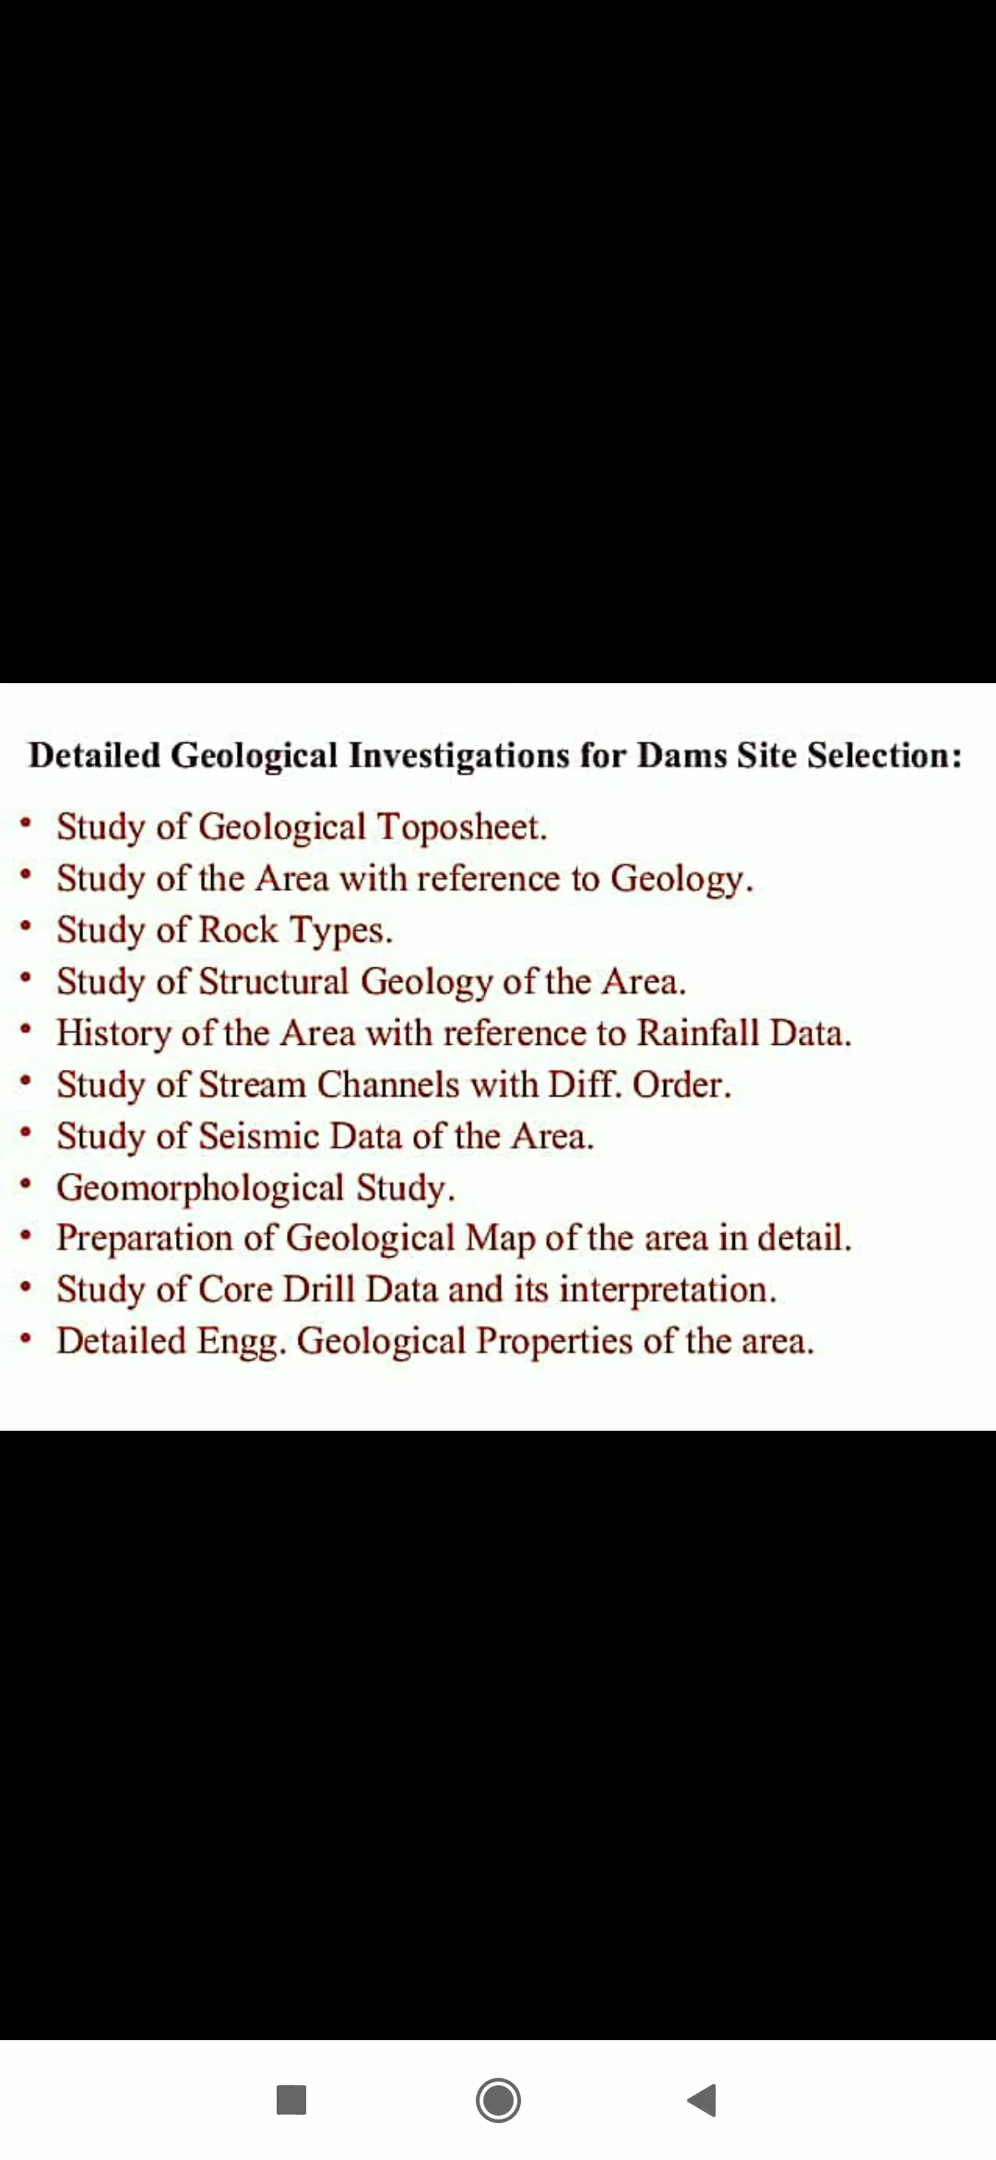 Detailed Geological Investigations for Dams Site Selection:
• Study of Geological Toposheet.
• Study of the Area with reference to Geology.
• Study of Rock Types.
• Study of Structural Geology of the Area.
• History of the Area with reference to Rainfall Data.
• Study of Stream Channels with Diff. Order.
• Study of Seismic Data of the Area.
• Geomorphological Study.
• Preparation of Geological Map of the area in detail.
• Study of Core Drill Data and its interpretation.
• Detailed Engg. Geological Properties of the area.